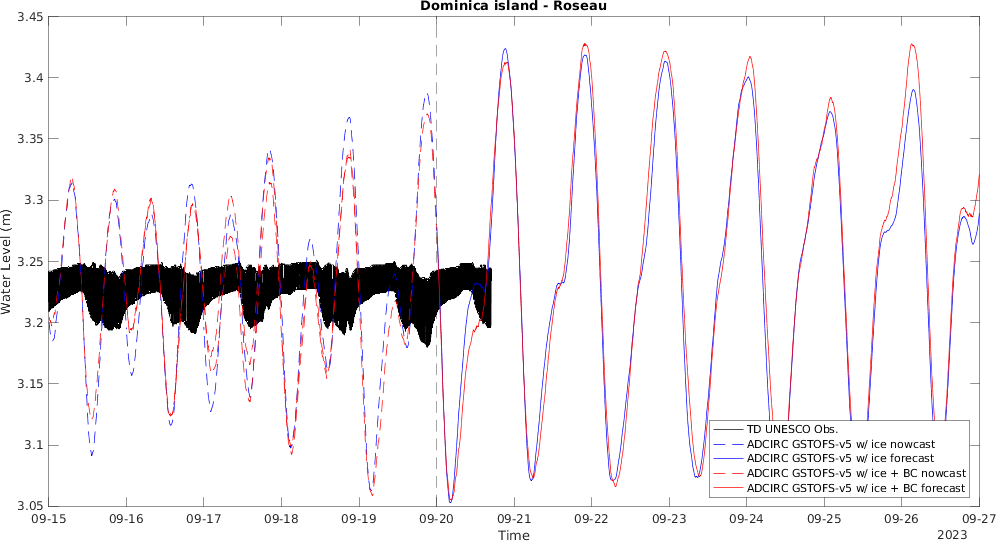 Dominica island - Roseau
Water Level (m)
3.45
3.4
3.35
3.3
3.25
3.2
3.15
3.1
3.05
TD UNESCO Obs.
ADCIRC GSTOFS-v5 w/ ice nowcast
ADCIRC GSTOFS-v5 w/ ice forecast
ADCIRC GSTOFS-v5 w/ ice + BC nowcast
ADCIRC GSTOFS-v5 w/ ice + BC forecast
09-15 09-16 09-17 09-18 09-19 09-20 09-21 09-22 09-23 09-24 09-25 09-26 09-27
Time
2023